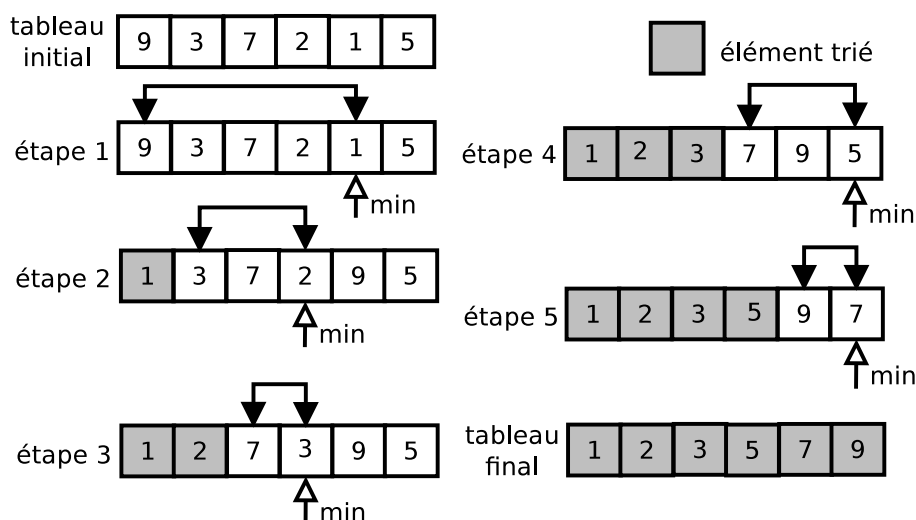 tableau
initial
9 3 7 2 1 5
étape 1
9 3 7 2 1 5
min
étape 2
1 3 7 2 9 5
min
étape 3
1 2 7 3 9 5
min
élément trié
étape 4
1 2 3 7 9 5
min
étape 5
1 2 3 5 9 7
min
tableau
final
1 2 3 5 7 9